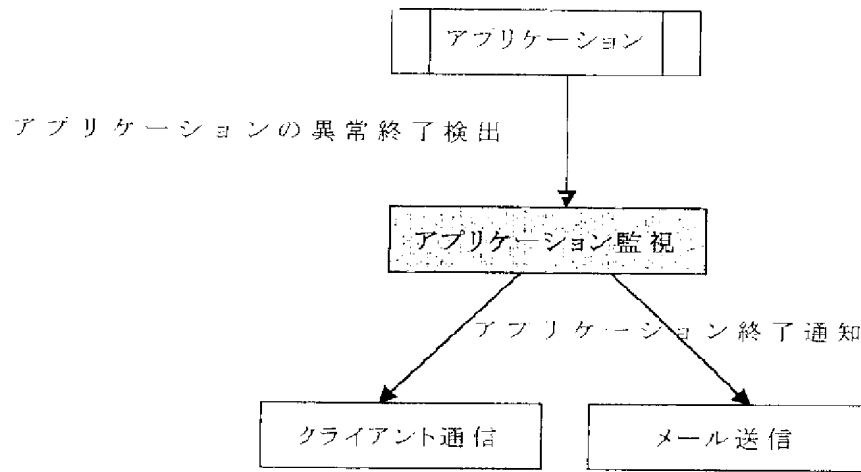 アプリケーション
アプリケーションの異常終了検出
アプリケーション監視
アプリケーション終了通知
クライアント通信
メール送信